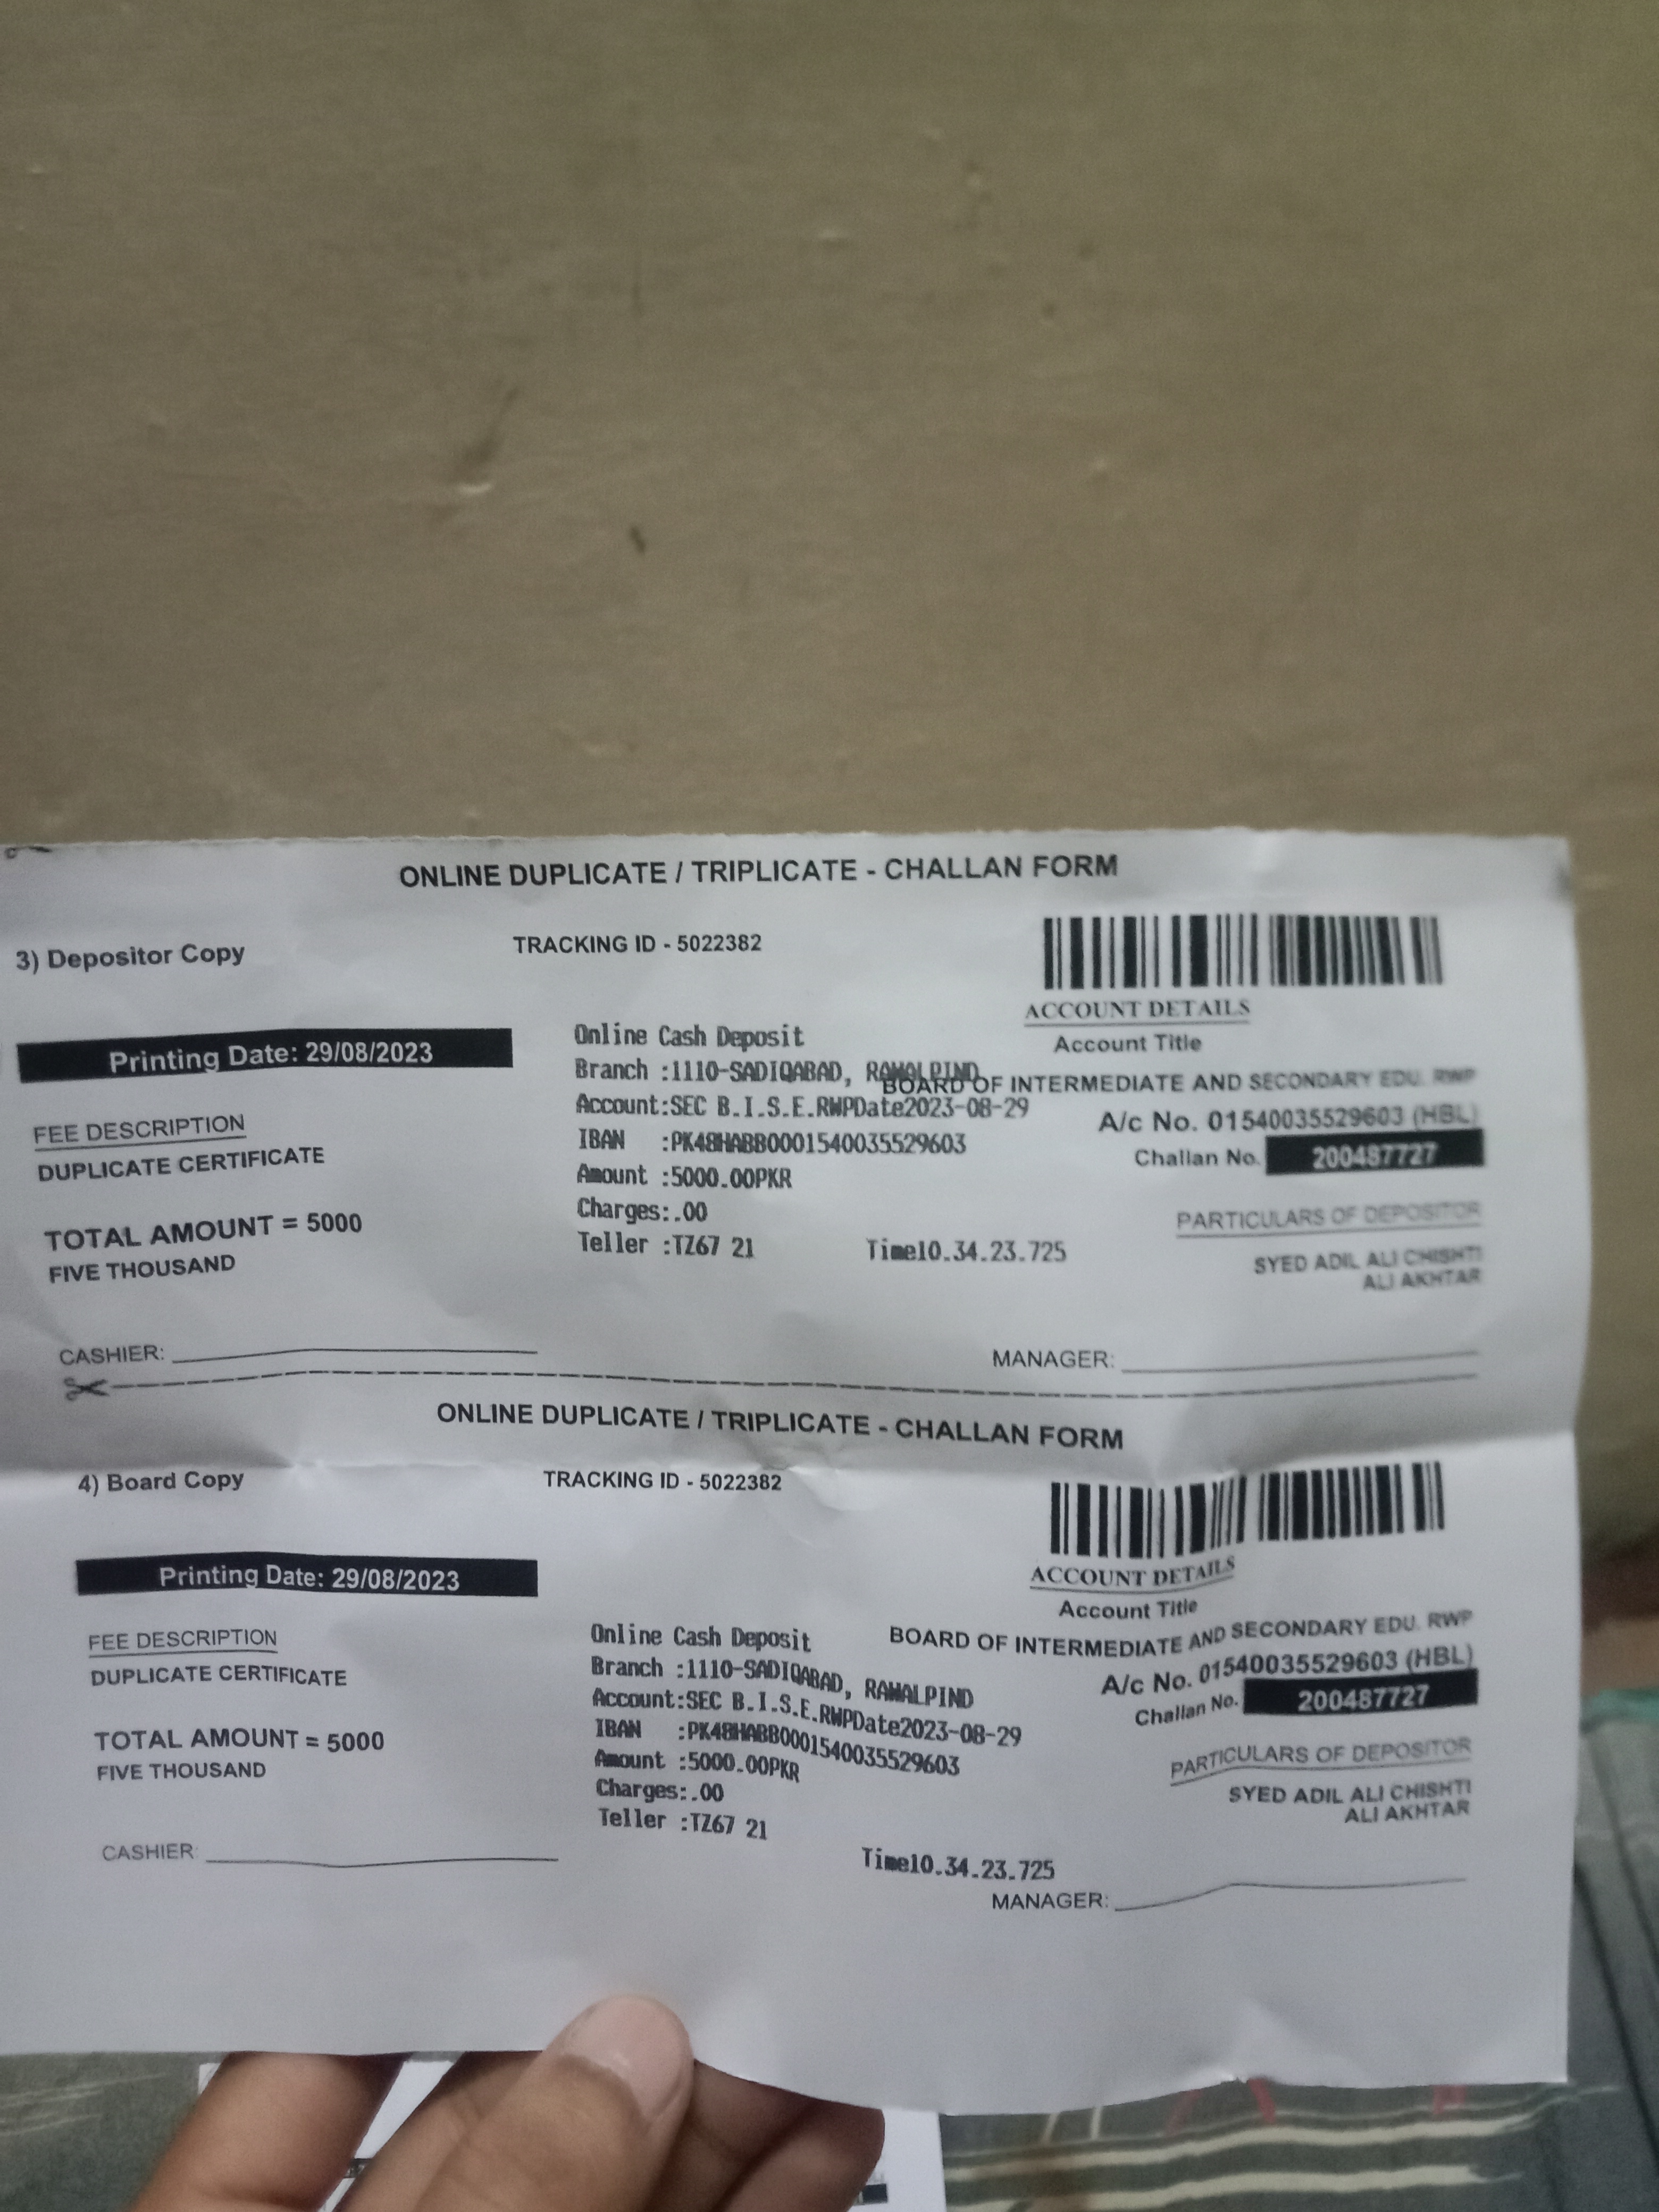 ONLINE DUPLICATE / TRIPLICATE - CHALLAN FORM
3) Depositor Copy
TRACKING ID - 5022382
ACCOUNT DETAILS
Account Title
BOARD OF INTERMEDIATE AND SECONDARY EDU. RWP
A/c No. 01540035529603 (HBL)
Challan No. 200487727
Printing Date: 29/08/2023
FEE DESCRIPTION
DUPLICATE CERTIFICATE
TOTAL AMOUNT = 5000
FIVE THOUSAND
Online Cash Deposit
Branch :1110-SADIQABAD, RAWALPIND
Account:SEC B.I.S.E.RWPDate2023-08-29
IBAN :PK48HABB0001540035529603
Amount :5000.00PKR
Charges:.00
Teller :TZ67 21 Time10.34.23.725
PARTICULARS OF DEPOSITOR
SYED ADIL ALI CHISHTI
ALI AKHTAR
CASHIER:
MANAGER:
ONLINE DUPLICATE / TRIPLICATE - CHALLAN FORM
4) Board Copy
TRACKING ID - 5022382
ACCOUNT DETAILS
Account Title
BOARD OF INTERMEDIATE AND SECONDARY EDU. RWP
A/c No. 01540035529603 (HBL)
Challan No. 200487727
Printing Date: 29/08/2023
FEE DESCRIPTION
DUPLICATE CERTIFICATE
TOTAL AMOUNT = 5000
FIVE THOUSAND
Online Cash Deposit
Branch :1110-SADIQABAD, RAWALPIND
Account:SEC B.I.S.E.RWPDate2023-08-29
IBAN :PK48HABB0001540035529603
Amount :5000.00PKR
Charges:.00
Teller :TZ67 21
Time10.34.23.725
PARTICULARS OF DEPOSITOR
SYED ADIL ALI CHISHTI
ALI AKHTAR
CASHIER:
MANAGER: